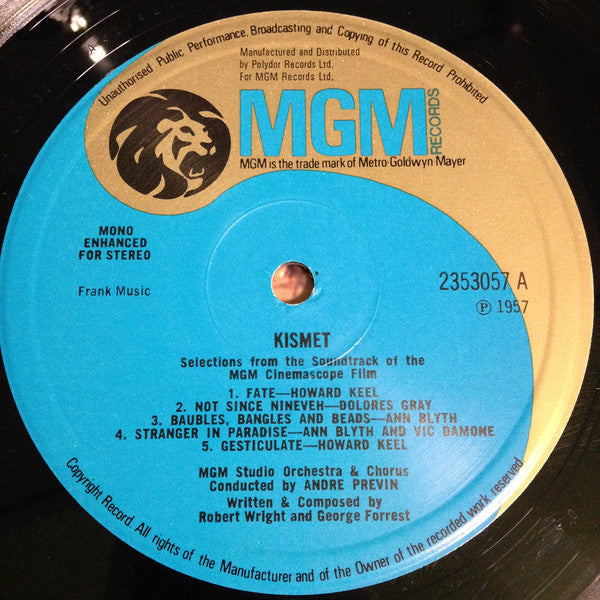 Unauthorised Public Performance, Broadcasting and Copying of this Record Prohibited
Manufactured and Distributed
by Polydor Records Ltd.
For MGM Records Ltd.
MGM
RECORDS
MGM is the trade mark of Metro-Goldwyn-Mayer
MONO
ENHANCED
FOR STEREO
Frank Music
2353057 A
Ⓟ 1957
KISMET
Selections from the Soundtrack of the
MGM Cinemascope Film
1. FATE—HOWARD KEEL
2. NOT SINCE NINEVEH—DOLORES GRAY
3. BAUBLES, BANGLES AND BEADS—ANN BLYTH
4. STRANGER IN PARADISE—ANN BLYTH AND VIC DAMONE
5. GESTICULATE—HOWARD KEEL
MGM Studio Orchestra & Chorus
Conducted by ANDRE PREVIN
Written & Composed by
Robert Wright and George Forrest
Copyright Record. All rights of the Manufacturer and of the Owner of the recorded work reserved